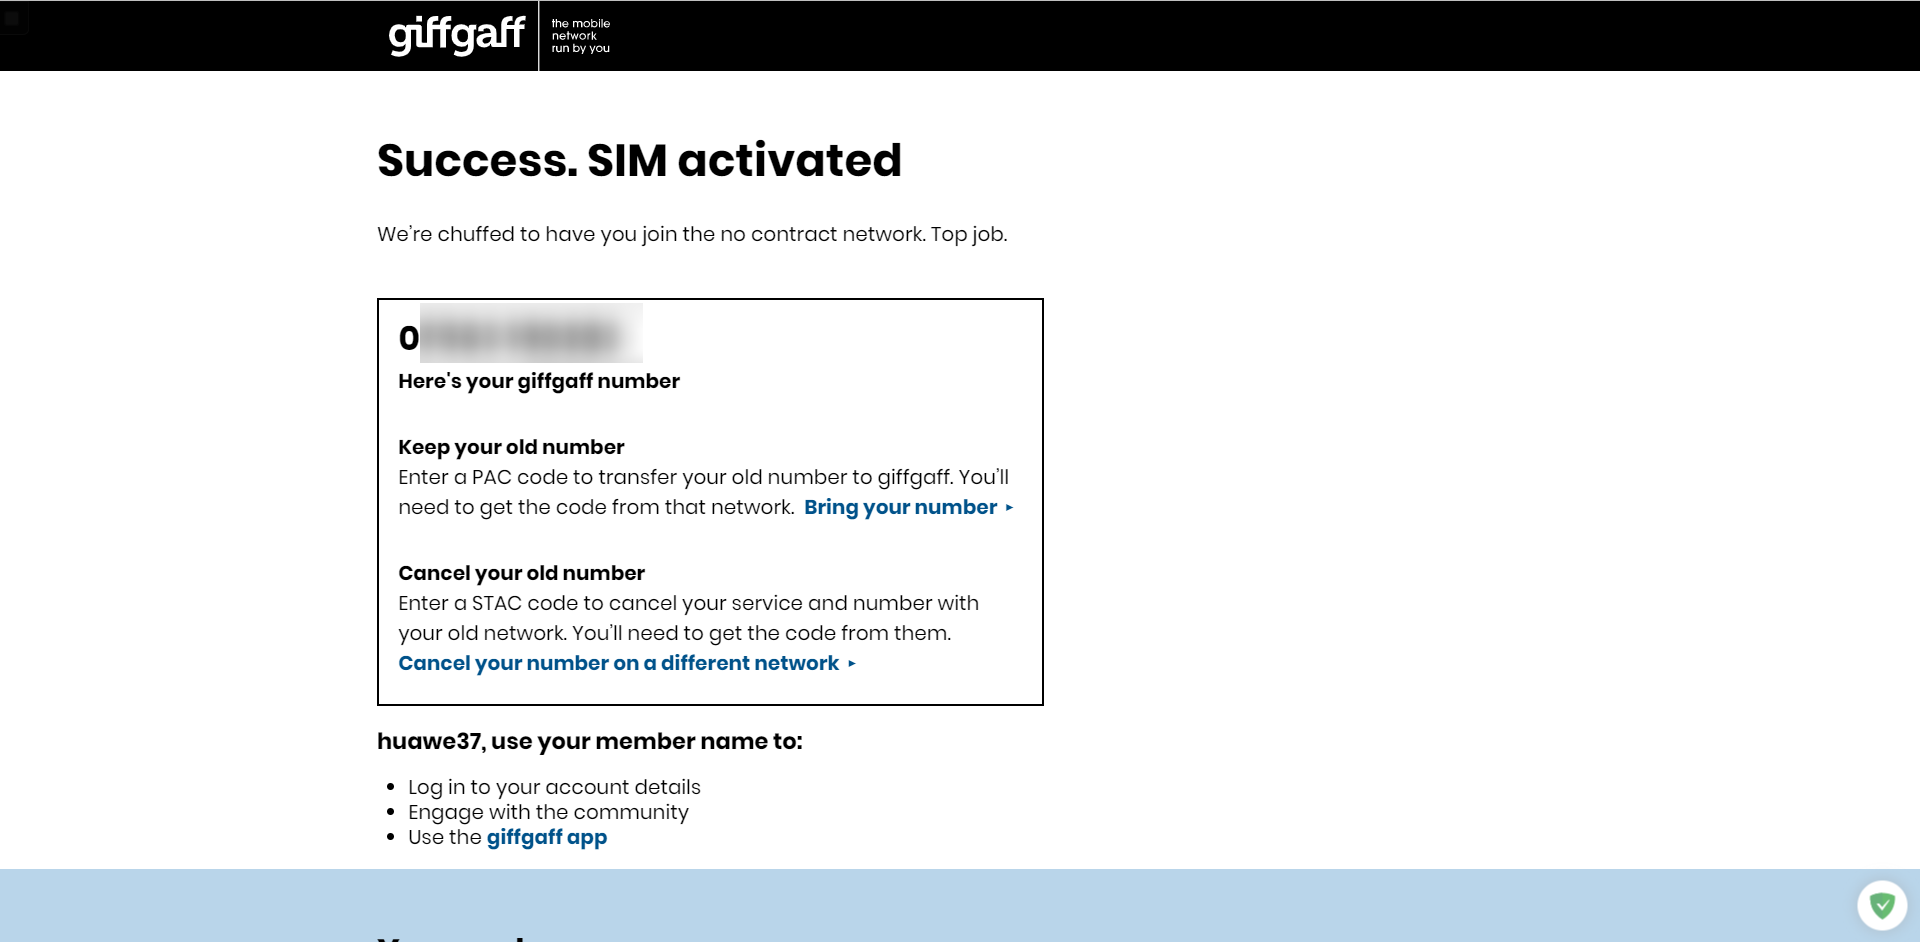 giffgaff
the mobile
network
run by you
Success. SIM activated
We’re chuffed to have you join the no contract network. Top job.
0
Here's your giffgaff number
Keep your old number
Enter a PAC code to transfer your old number to giffgaff. You’ll
need to get the code from that network. Bring your number ▸
Cancel your old number
Enter a STAC code to cancel your service and number with
your old network. You’ll need to get the code from them.
Cancel your number on a different network ▸
huawe37, use your member name to:
• Log in to your account details
• Engage with the community
• Use the giffgaff app